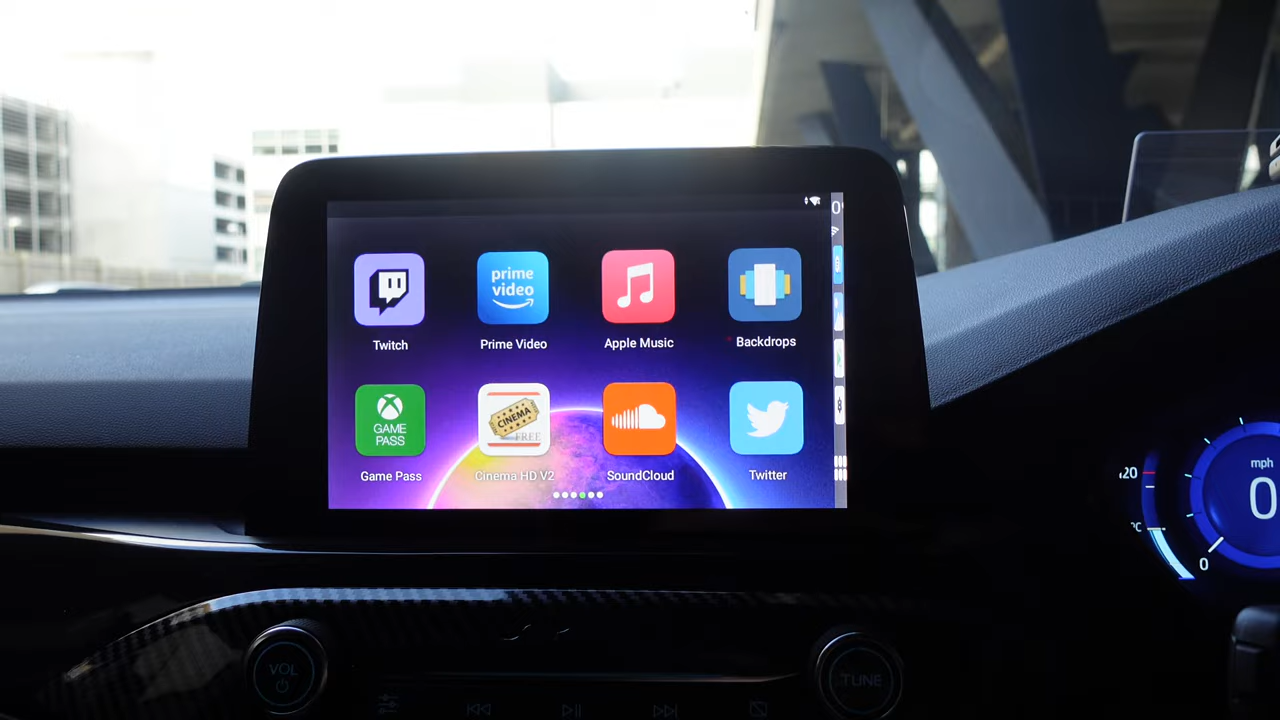 Twitch
prime
video
Prime Video
Apple Music
Backdrops
GAME
PASS
Game Pass
CINEMA
FREE
Cinema HD V2
SoundCloud
Twitter
20
°C
mph
0
0
VOL
TUNE